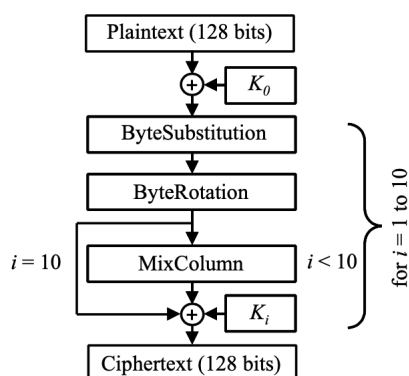 Plaintext (128 bits)
K₀
ByteSubstitution
ByteRotation
i = 10
MixColumn
i < 10
for i = 1 to 10
Kᵢ
Ciphertext (128 bits)